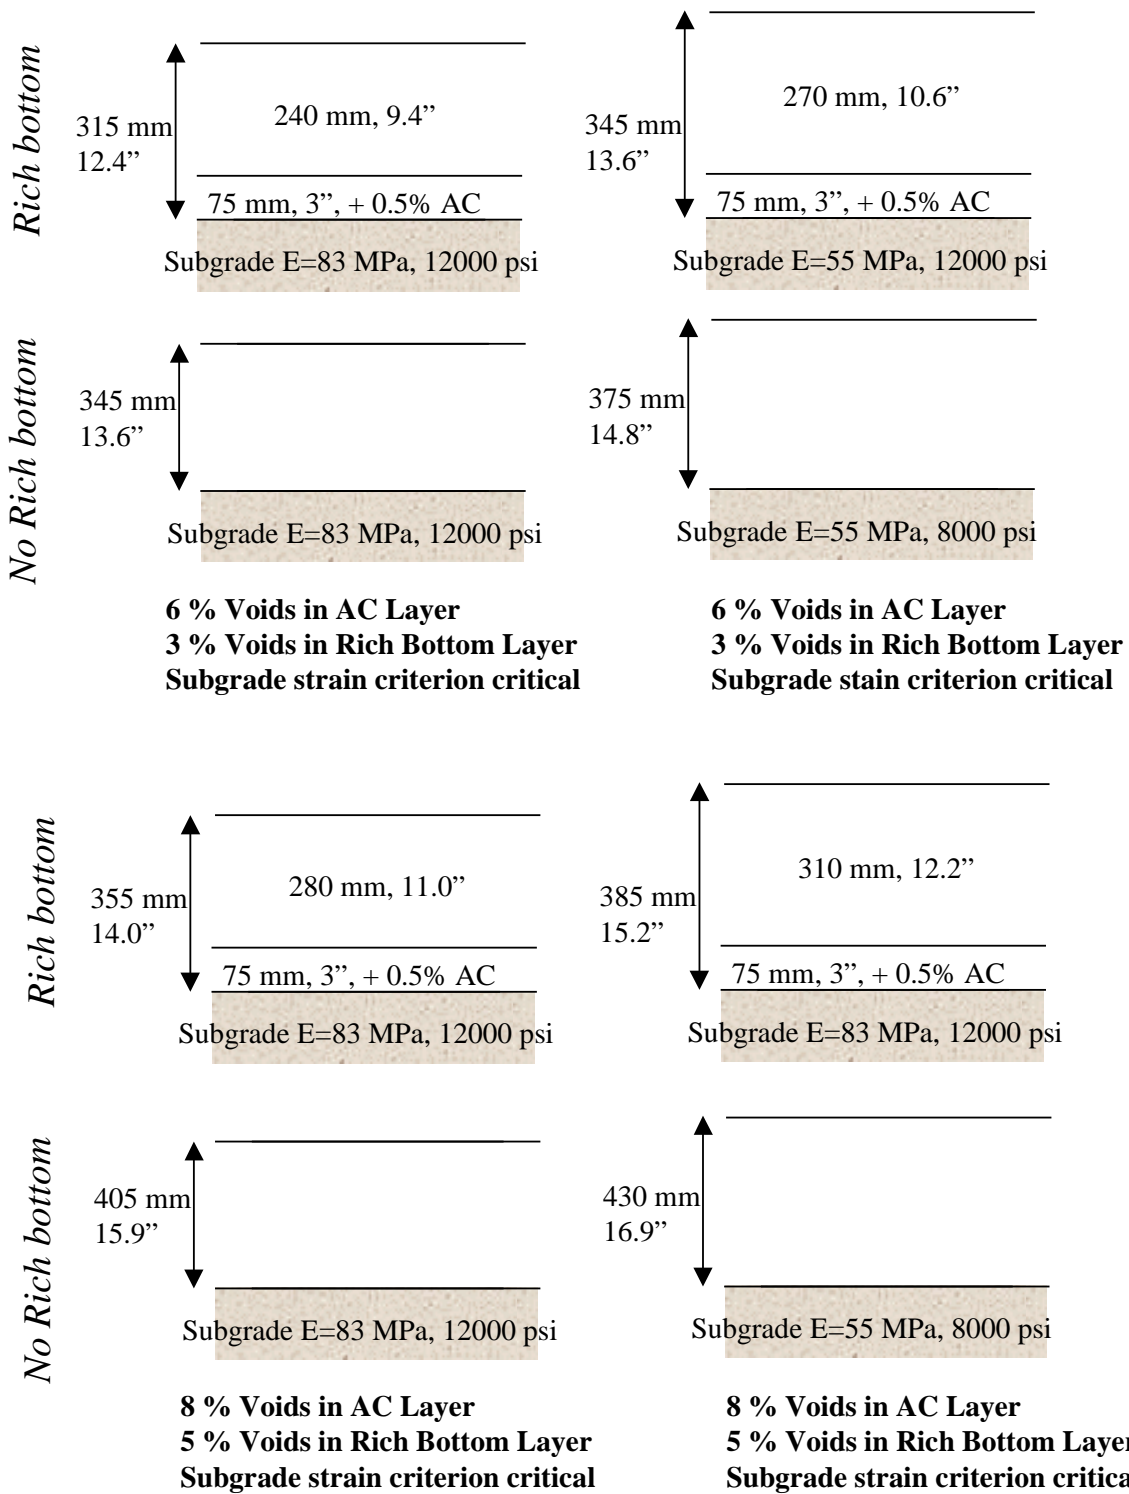 Rich bottom
315 mm
12.4”
240 mm, 9.4”
75 mm, 3”, + 0.5% AC
Subgrade E=83 MPa, 12000 psi
345 mm
13.6”
270 mm, 10.6”
75 mm, 3”, + 0.5% AC
Subgrade E=55 MPa, 12000 psi
No Rich bottom
345 mm
13.6”
Subgrade E=83 MPa, 12000 psi
375 mm
14.8”
Subgrade E=55 MPa, 8000 psi
6 % Voids in AC Layer
3 % Voids in Rich Bottom Layer
Subgrade strain criterion critical
6 % Voids in AC Layer
3 % Voids in Rich Bottom Layer
Subgrade stain criterion critical
Rich bottom
355 mm
14.0”
280 mm, 11.0”
75 mm, 3”, + 0.5% AC
Subgrade E=83 MPa, 12000 psi
385 mm
15.2”
310 mm, 12.2”
75 mm, 3”, + 0.5% AC
Subgrade E=83 MPa, 12000 psi
No Rich bottom
405 mm
15.9”
Subgrade E=83 MPa, 12000 psi
430 mm
16.9”
Subgrade E=55 MPa, 8000 psi
8 % Voids in AC Layer
5 % Voids in Rich Bottom Layer
Subgrade strain criterion critical
8 % Voids in AC Layer
5 % Voids in Rich Bottom Layer
Subgrade strain criterion critica